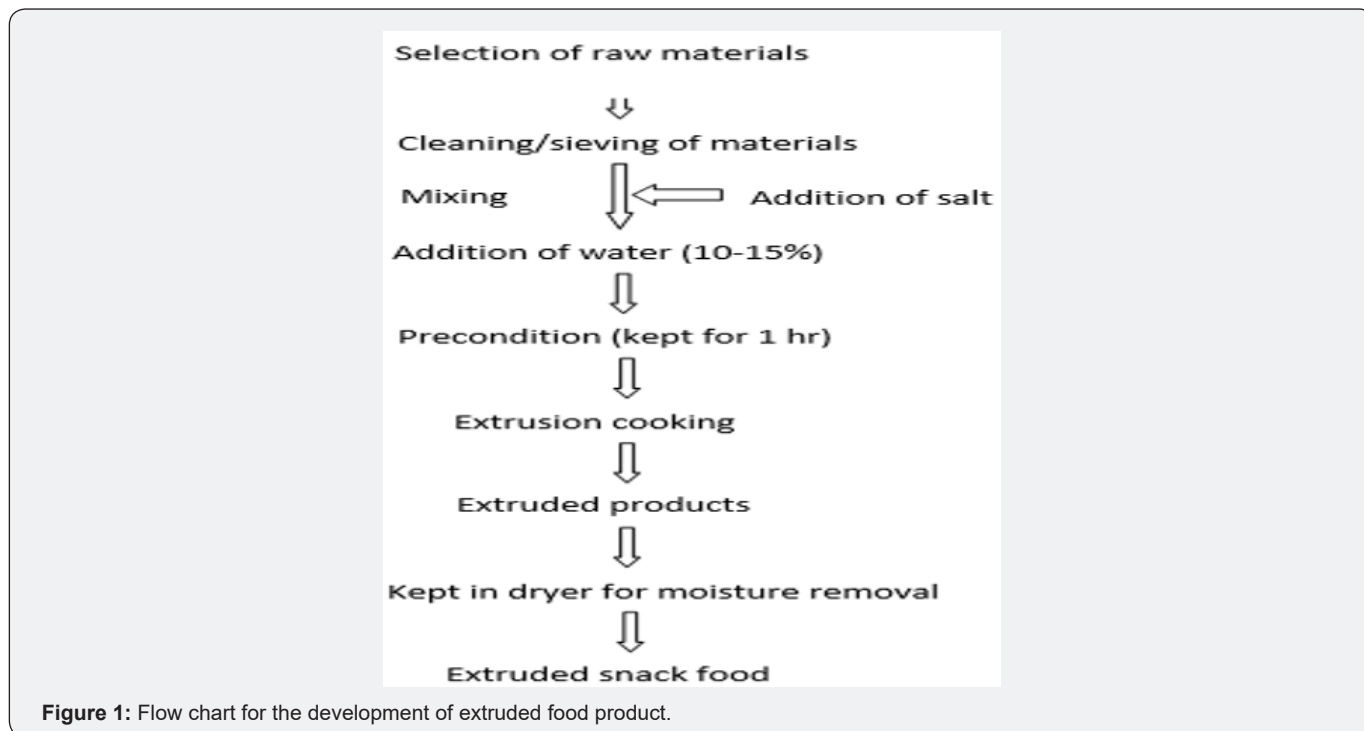 Selection of raw materials
Cleaning/sieving of materials
Mixing Addition of salt
Addition of water (10-15%)
Precondition (kept for 1 hr)
Extrusion cooking
Extruded products
Kept in dryer for moisture removal
Extruded snack food
Figure 1: Flow chart for the development of extruded food product.